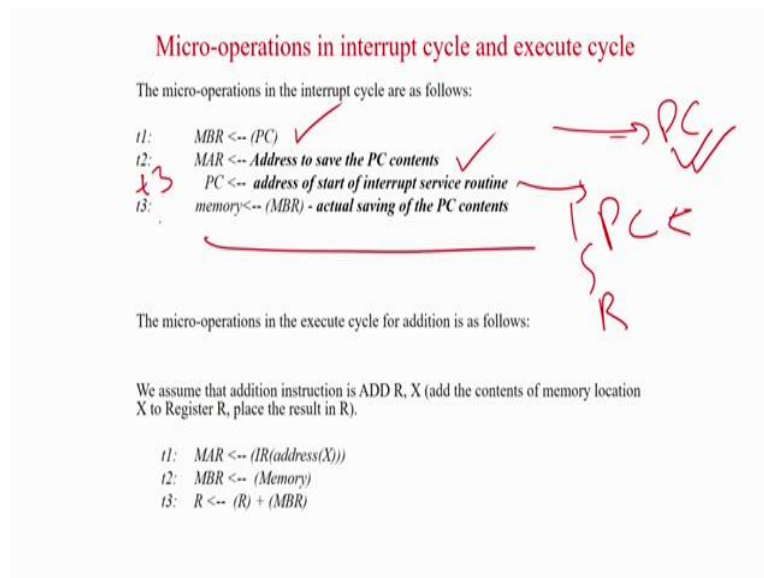 Micro-operations in interrupt cycle and execute cycle
The micro-operations in the interrupt cycle are as follows:
t1: MBR <-- (PC)
t2: MAR <-- Address to save the PC contents
t3 PC <-- address of start of interrupt service routine
t3: memory<-- (MBR) - actual saving of the PC contents
PC
PC
I
S
R
The micro-operations in the execute cycle for addition is as follows:
We assume that addition instruction is ADD R, X (add the contents of memory location
X to Register R, place the result in R).
t1: MAR <-- (IR(address(X)))
t2: MBR <-- (Memory)
t3: R <-- (R) + (MBR)